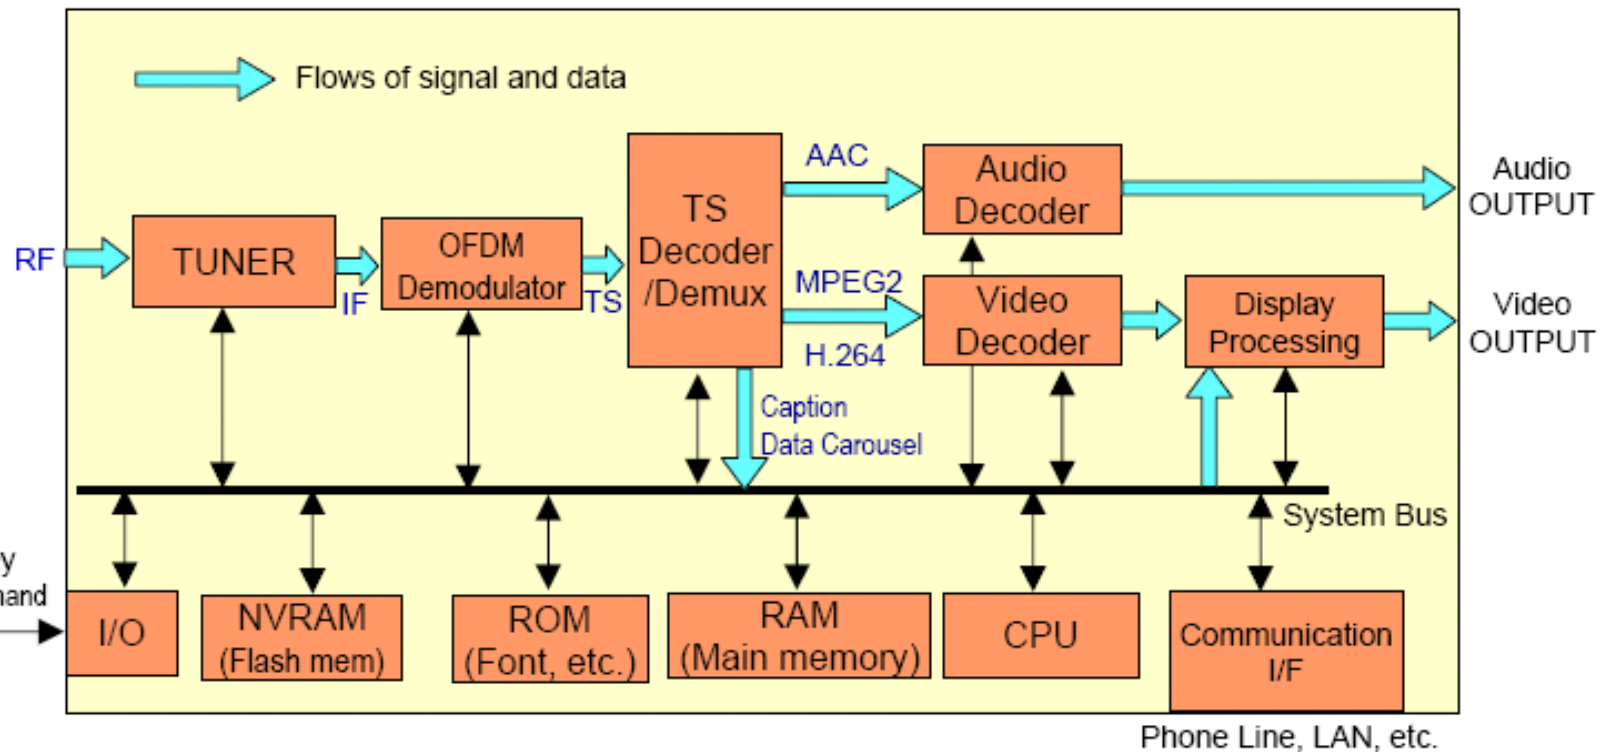 Flows of signal and data
RF
TUNER
IF
OFDM
Demodulator
TS
TS
Decoder
/Demux
AAC
Audio
Decoder
Audio
OUTPUT
MPEG2
H.264
Video
Decoder
Display
Processing
Video
OUTPUT
Caption
Data Carousel
System Bus
I/O
NVRAM
(Flash mem)
ROM
(Font, etc.)
RAM
(Main memory)
CPU
Communication
I/F
Phone Line, LAN, etc.